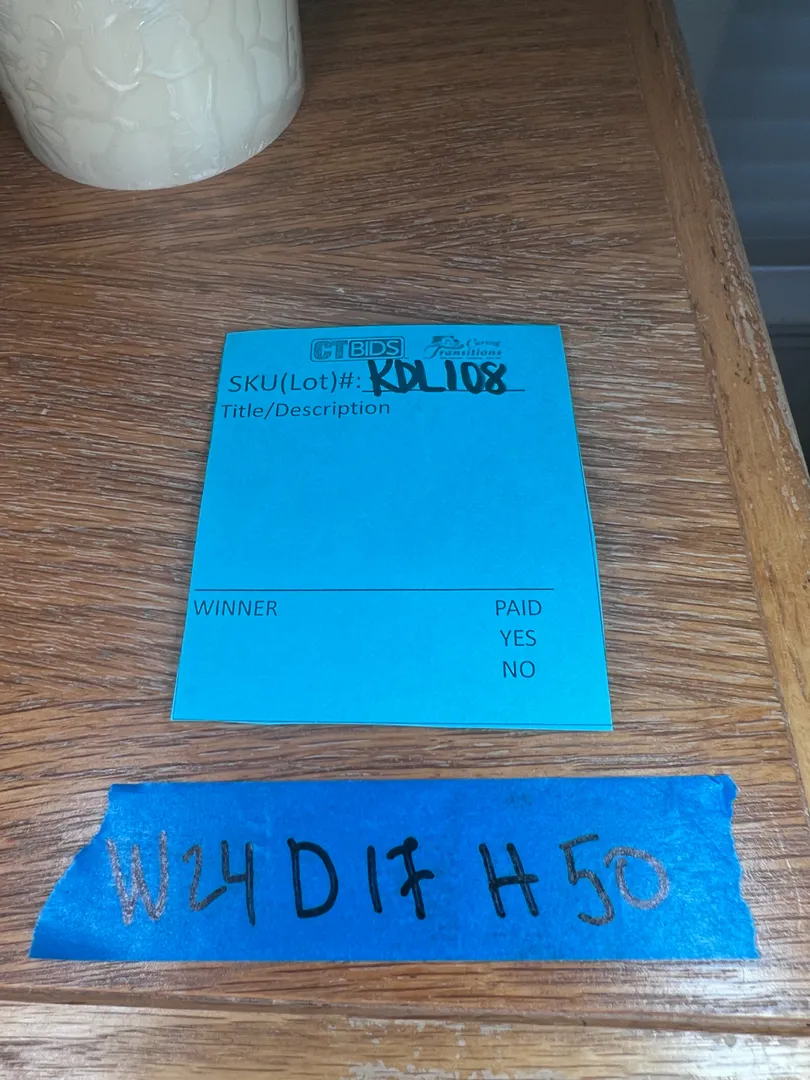 CTBIDS Caring Transitions
SKU(Lot)#: KDL108
Title/Description
WINNER PAID
YES
NO
W24 D17 H50